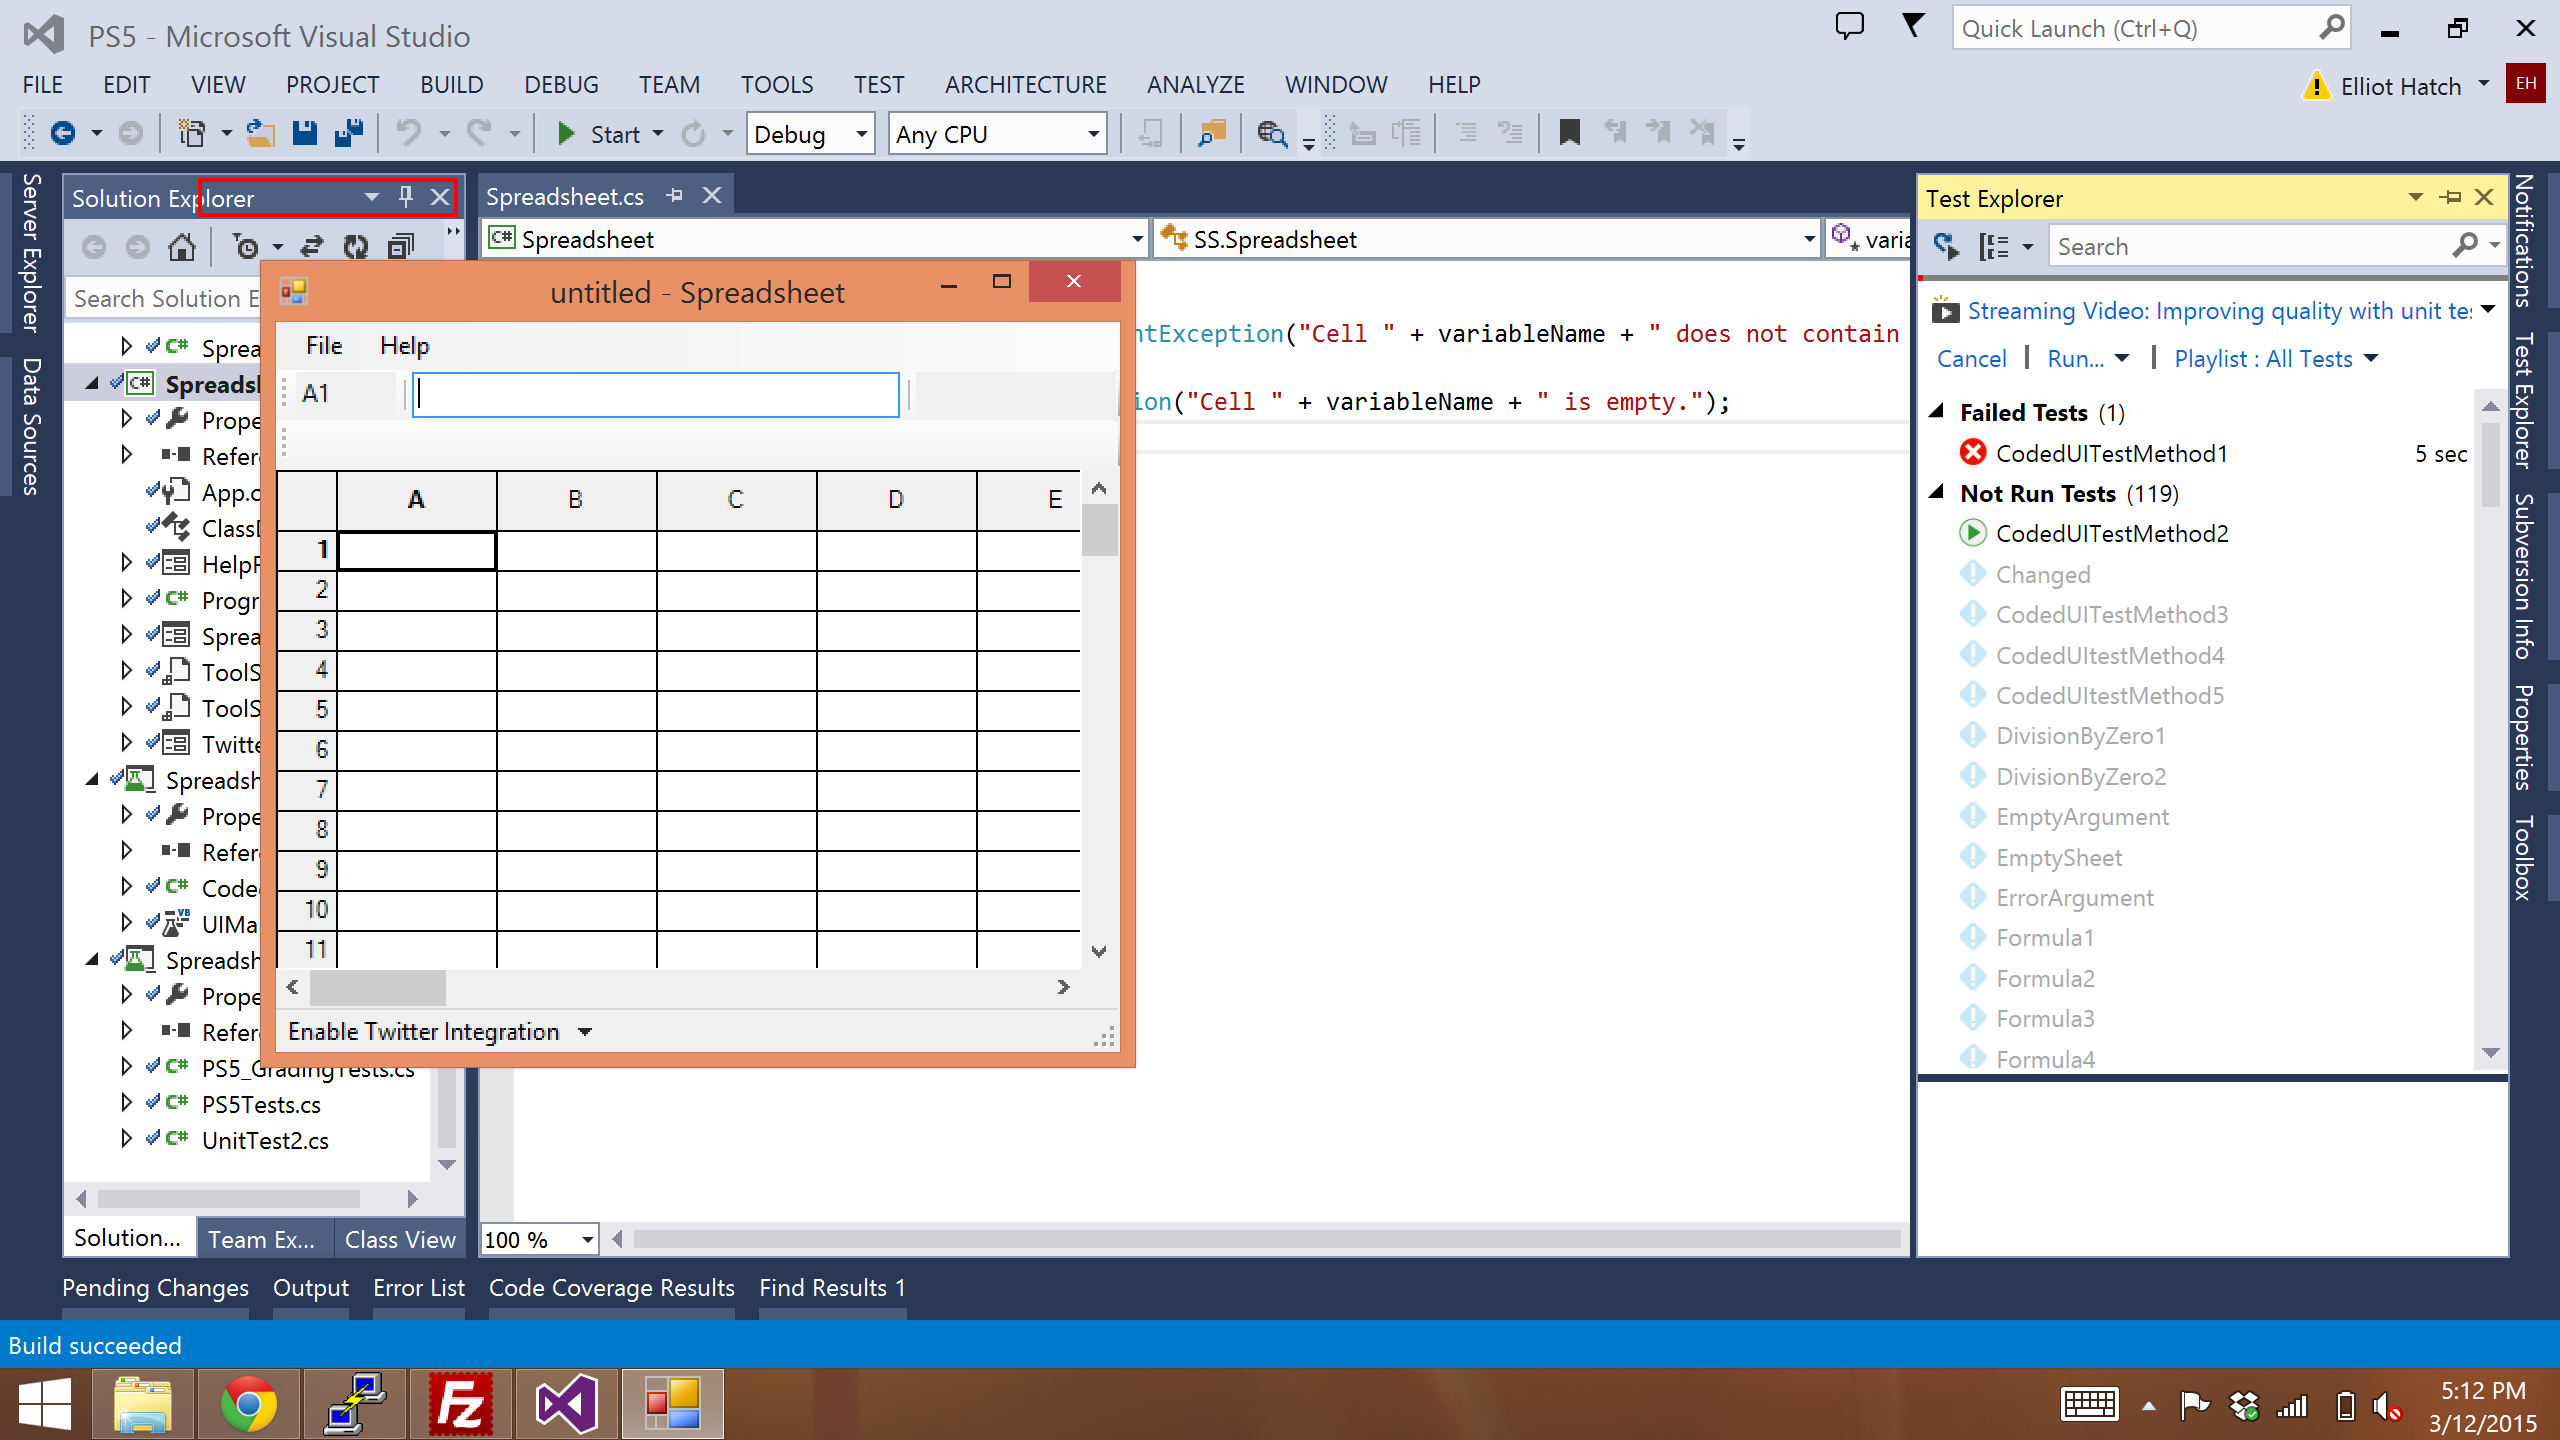 PS5 - Microsoft Visual Studio
Quick Launch (Ctrl+Q)
FILE EDIT VIEW PROJECT BUILD DEBUG TEAM TOOLS TEST ARCHITECTURE ANALYZE WINDOW HELP
Elliot Hatch EH
Start Debug Any CPU
Server Explorer
Data Sources
Solution Explorer
Search Solution E
Sprea
Spreadsh
Prope
Refere
App.c
ClassD
HelpF
Progr
Sprea
ToolS
ToolS
Twitte
Spreadsh
Prope
Refere
Coded
UIMa
Spreadsh
Prope
Refere
PS5_GradingTests.cs
PS5Tests.cs
UnitTest2.cs
Solution... Team Ex... Class View
Spreadsheet.cs
Spreadsheet SS.Spreadsheet varia
ntException("Cell " + variableName + " does not contain
ion("Cell " + variableName + " is empty.");
100 %
untitled - Spreadsheet
File Help
A1
A B C D E
1
2
3
4
5
6
7
8
9
10
11
Enable Twitter Integration
Test Explorer
Search
Streaming Video: Improving quality with unit tes
Cancel Run... Playlist : All Tests
Failed Tests (1)
CodedUITestMethod1 5 sec
Not Run Tests (119)
CodedUITestMethod2
Changed
CodedUITestMethod3
CodedUItestMethod4
CodedUItestMethod5
DivisionByZero1
DivisionByZero2
EmptyArgument
EmptySheet
ErrorArgument
Formula1
Formula2
Formula3
Formula4
Notifications
Test Explorer
Subversion Info
Properties
Toolbox
Pending Changes Output Error List Code Coverage Results Find Results 1
Build succeeded
Fz
5:12 PM
3/12/2015